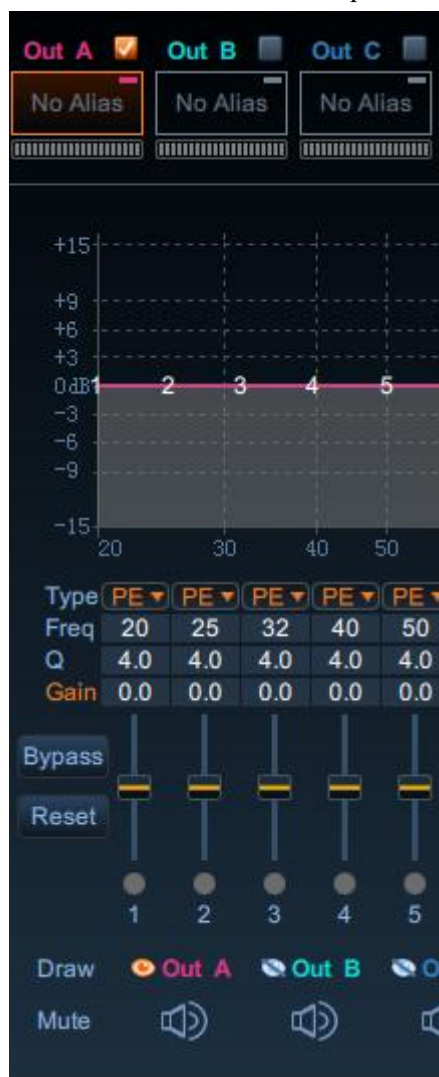 Out A Out B Out C
No Alias No Alias No Alias
+15
+9
+6
+3
0dB 1 2 3 4 5
-3
-6
-9
-15
20 30 40 50
Type PE PE PE PE PE
Freq 20 25 32 40 50
Q 4.0 4.0 4.0 4.0 4.0
Gain 0.0 0.0 0.0 0.0 0.0
Bypass
Reset
1 2 3 4 5
Draw Out A Out B O
Mute